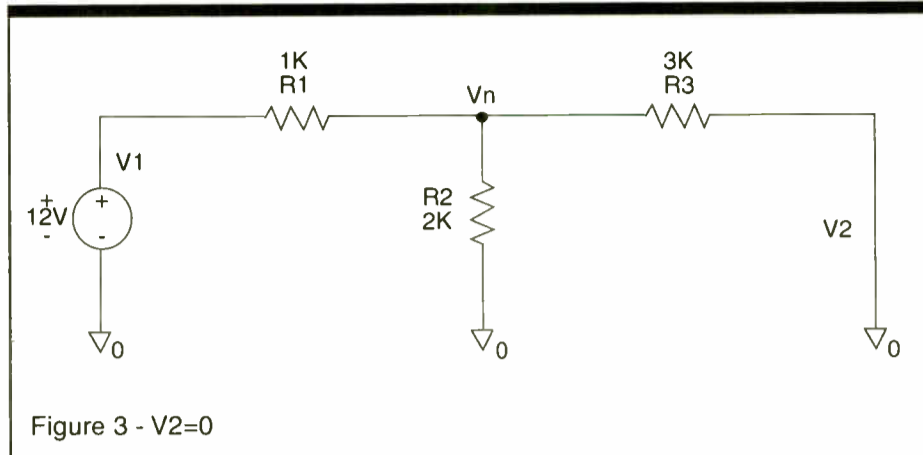 1K
R1
3K
R3
Vn
V1
+
12V
-
+
-
R2
2K
V2
0
0
0
Figure 3 - V2=0